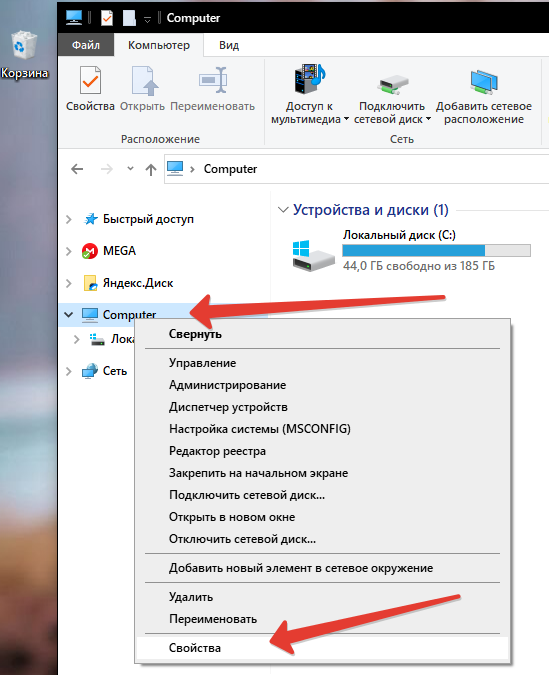 Computer
Корзина
Файл
Компьютер
Вид
Свойства
Открыть
Переименовать
Доступ к
мультимедиа
Подключить
сетевой диск
Добавить сетевое
расположение
Расположение
Сеть
Computer
Быстрый доступ
MEGA
Яндекс.Диск
Computer
Лока
Сеть
Устройства и диски (1)
Локальный диск (C:)
44,0 ГБ свободно из 185 ГБ
Свернуть
Управление
Администрирование
Диспетчер устройств
Настройка системы (MSCONFIG)
Редактор реестра
Закрепить на начальном экране
Подключить сетевой диск...
Открыть в новом окне
Отключить сетевой диск...
Добавить новый элемент в сетевое окружение
Удалить
Переименовать
Свойства